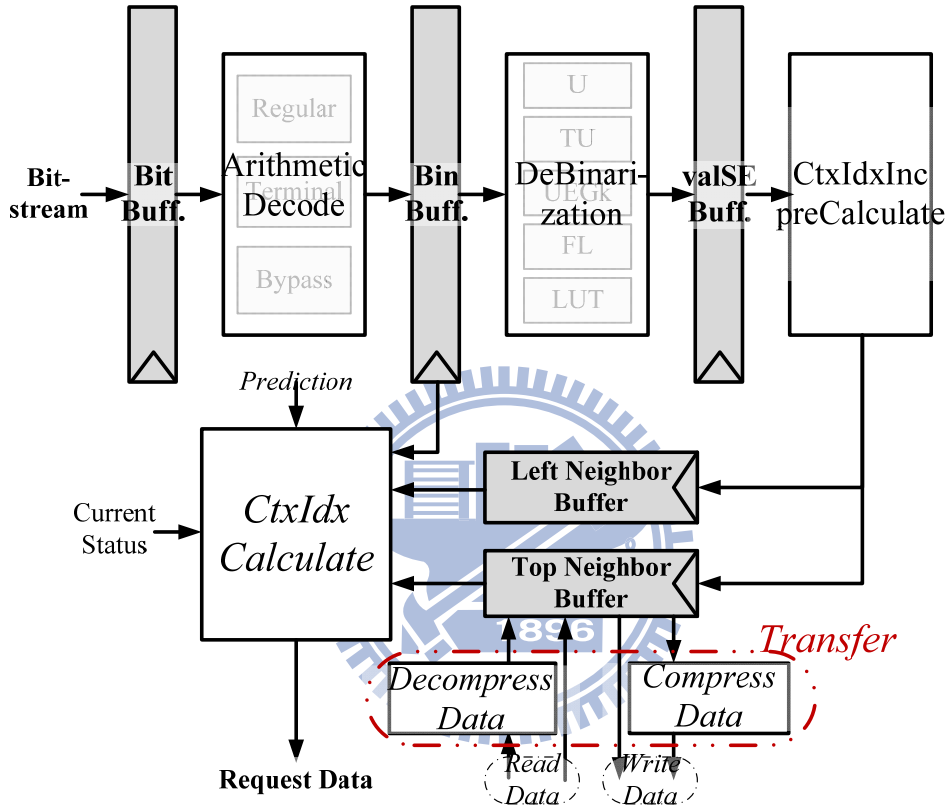 Bit-
stream
Bit
Buff.
Regular
Terminal
Bypass
Arithmetic
Decode
Bin
Buff.
U
TU
UEGk
FL
LUT
DeBinari-
zation
valSE
Buff.
CtxIdxInc
preCalculate
Prediction
CtxIdx
Calculate
Current
Status
Left Neighbor
Buffer
Top Neighbor
Buffer
1896
Transfer
Decompress
Data
Compress
Data
Request Data
Read
Data
Write
Data